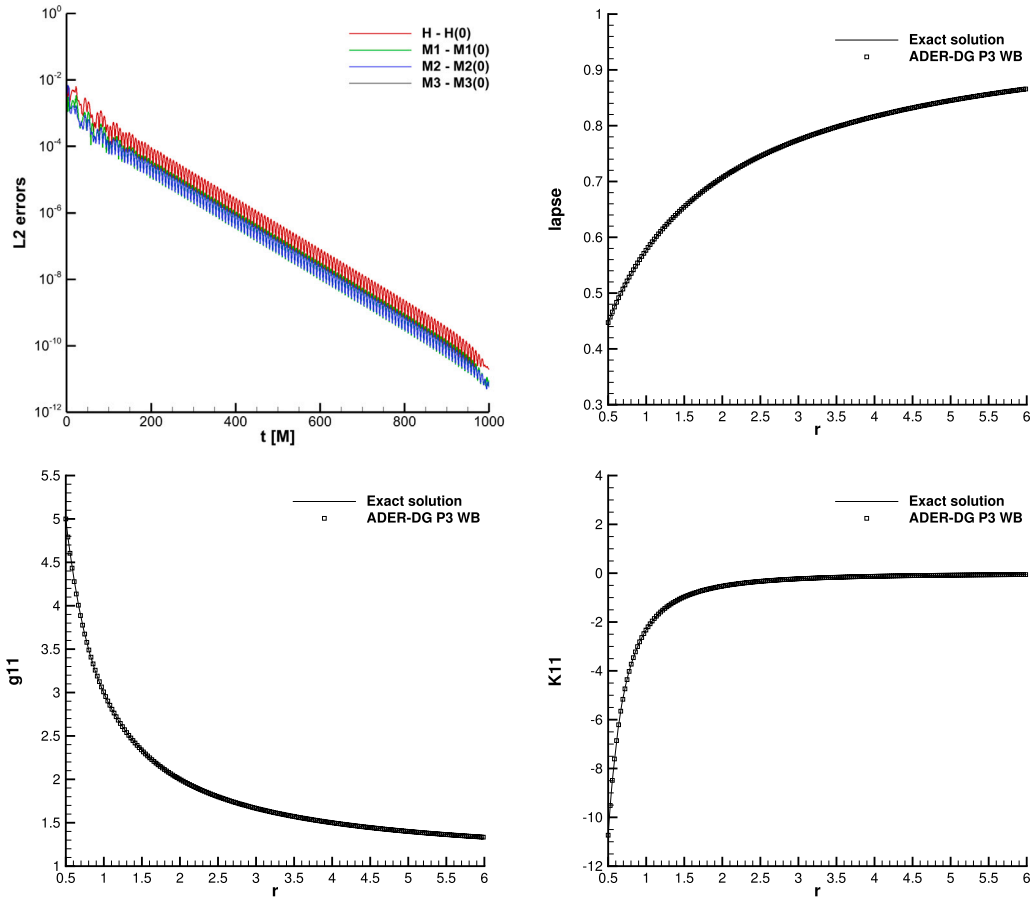 10^0
10^-2
10^-4
10^-6
10^-8
10^-10
10^-12
L2 errors
H - H(0)
M1 - M1(0)
M2 - M2(0)
M3 - M3(0)
0 200 400 600 800 1000
t [M]
1
0.9
0.8
0.7
0.6
0.5
0.4
0.3
lapse
Exact solution
ADER-DG P3 WB
0.5 1 1.5 2 2.5 3 3.5 4 4.5 5 5.5 6
r
5.5
5
4.5
4
3.5
3
2.5
2
1.5
1
g11
Exact solution
ADER-DG P3 WB
0.5 1 1.5 2 2.5 3 3.5 4 4.5 5 5.5 6
r
4
2
0
-2
-4
-6
-8
-10
-12
K11
Exact solution
ADER-DG P3 WB
0.5 1 1.5 2 2.5 3 3.5 4 4.5 5 5.5 6
r